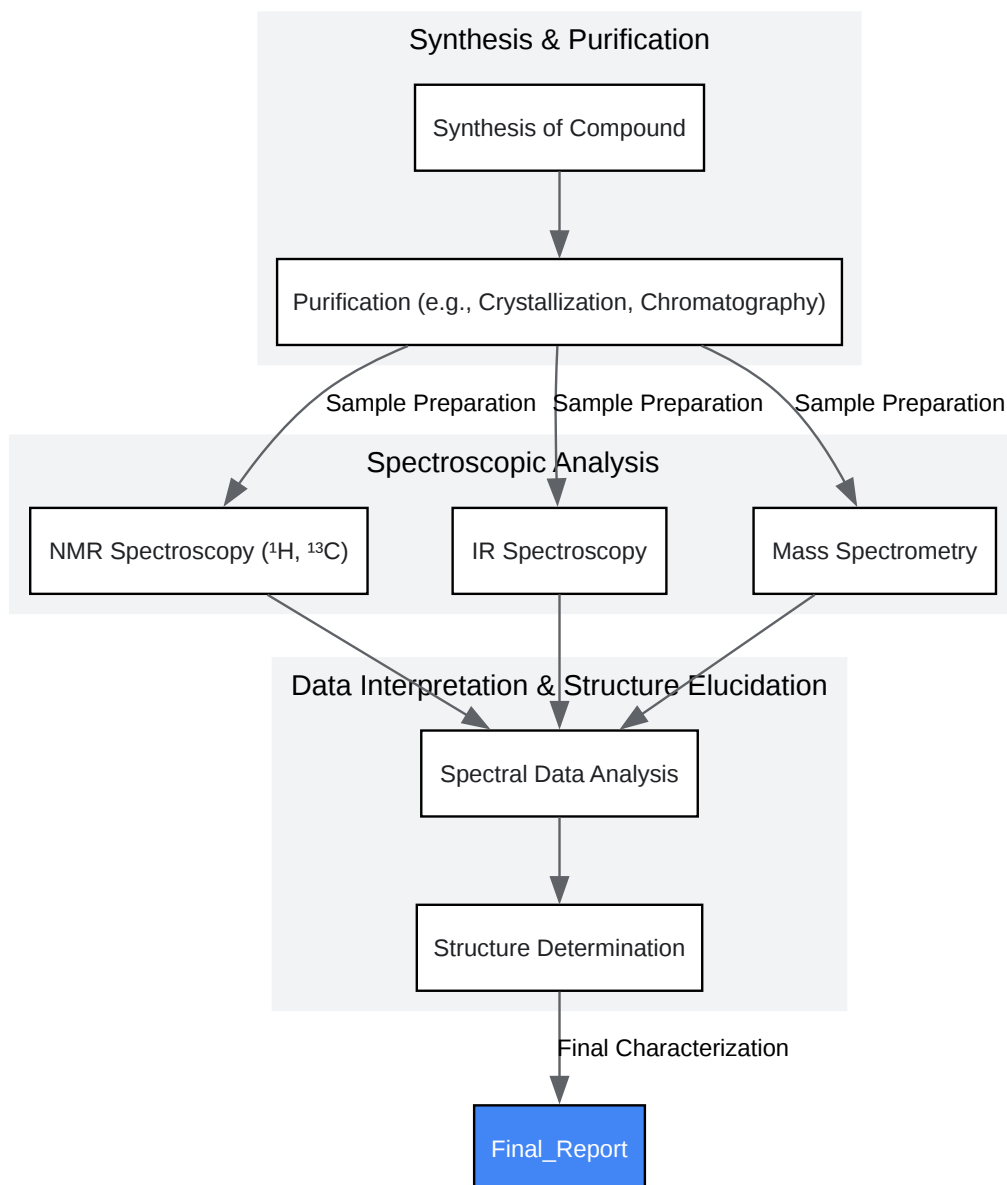 Synthesis & Purification
Synthesis of Compound
Purification (e.g., Crystallization, Chromatography)
Sample Preparation
Sample Preparation
Sample Preparation
Spectroscopic Analysis
NMR Spectroscopy (¹H, ¹³C)
IR Spectroscopy
Mass Spectrometry
Data Interpretation & Structure Elucidation
Spectral Data Analysis
Structure Determination
Final Characterization
Final_Report